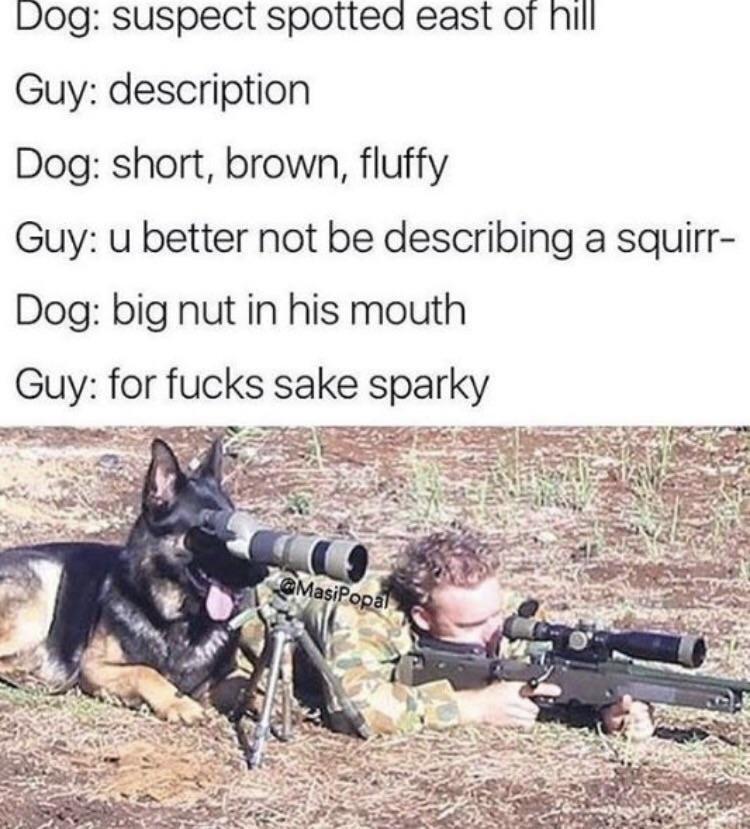 Dog: suspect spotted east of hill
Guy: description
Dog: short, brown, fluffy
Guy: u better not be describing a squirr-
Dog: big nut in his mouth
Guy: for fucks sake sparky
@MasiPopal